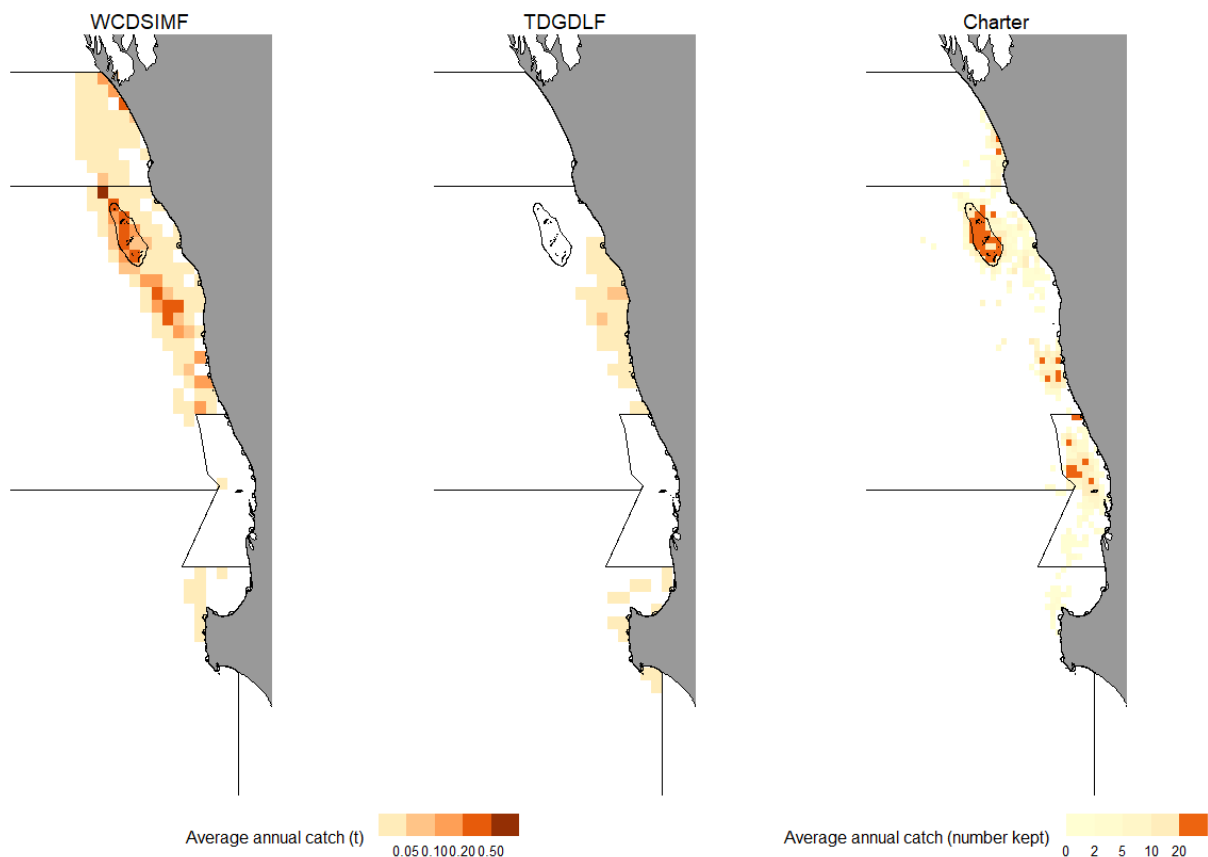 WCDSIMF TDGDLF Charter
Average annual catch (t) 0.05 0.10 0.20 0.50
Average annual catch (number kept) 0 2 5 10 20